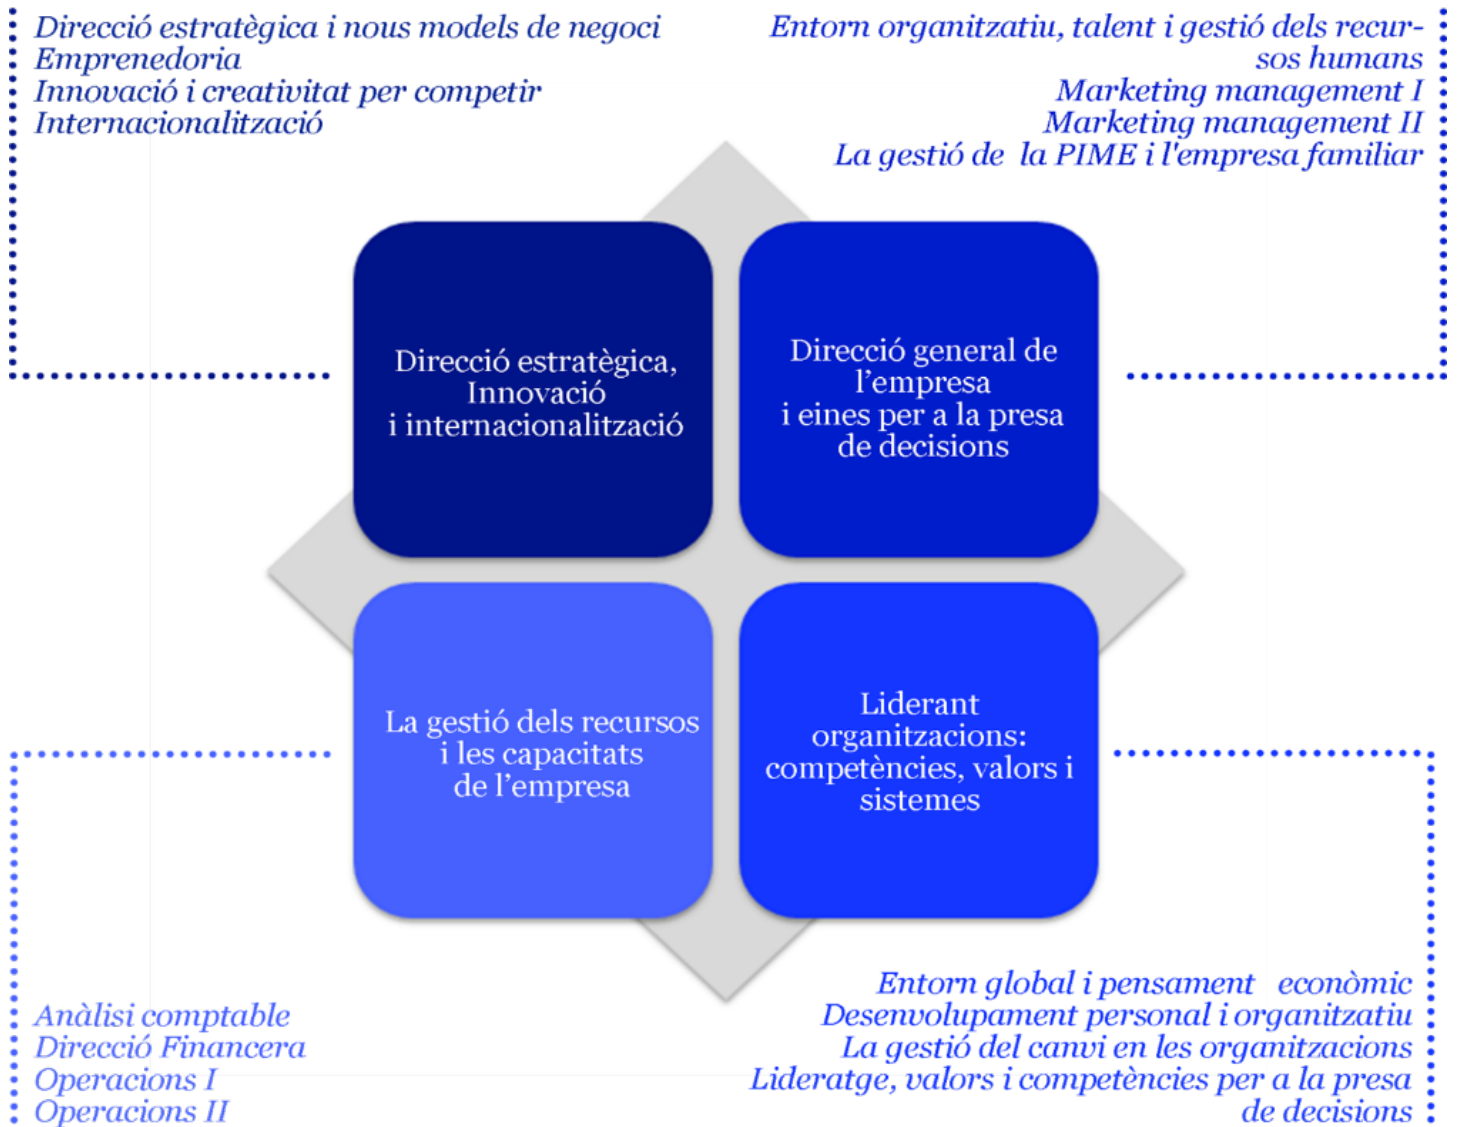 Direcció estratègica i nous models de negoci
Emprenedoria
Innovació i creativitat per competir
Internacionalització
Entorn organitzatiu, talent i gestió dels recur-
sos humans
Marketing management I
Marketing management II
La gestió de la PIME i l'empresa familiar
Direcció estratègica,
Innovació
i internacionalització
Direcció general de
l’empresa
i eines per a la presa
de decisions
La gestió dels recursos
i les capacitats
de l’empresa
Liderant
organitzacions:
competències, valors i
sistemes
Anàlisi comptable
Direcció Financera
Operacions I
Operacions II
Entorn global i pensament econòmic
Desenvolupament personal i organitzatiu
La gestió del canvi en les organitzacions
Lideratge, valors i competències per a la presa
de decisions